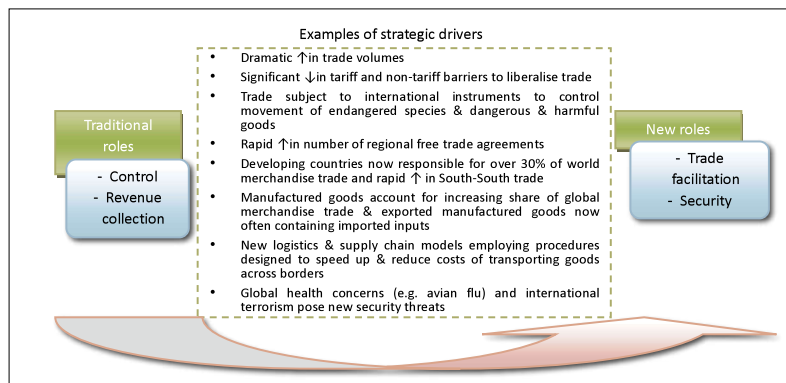 Examples of strategic drivers
Traditional
roles
- Control
- Revenue
collection
• Dramatic ↑in trade volumes
• Significant ↓in tariff and non-tariff barriers to liberalise trade
• Trade subject to international instruments to control
movement of endangered species & dangerous & harmful
goods
• Rapid ↑in number of regional free trade agreements
• Developing countries now responsible for over 30% of world
merchandise trade and rapid ↑ in South-South trade
• Manufactured goods account for increasing share of global
merchandise trade & exported manufactured goods now
often containing imported inputs
• New logistics & supply chain models employing procedures
designed to speed up & reduce costs of transporting goods
across borders
• Global health concerns (e.g. avian flu) and international
terrorism pose new security threats
New roles
- Trade
facilitation
- Security